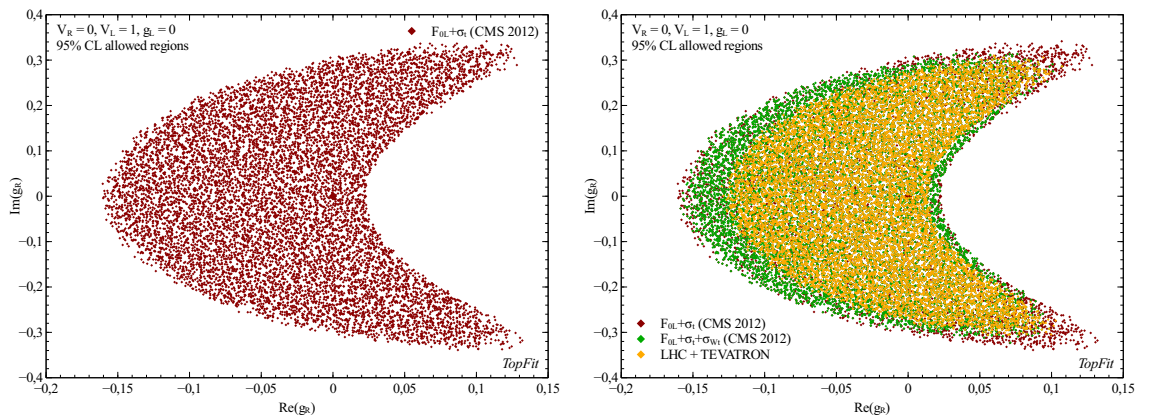 V_R = 0, V_L = 1, g_L = 0
95% CL allowed regions
F_0L+σ_t (CMS 2012)
0,4
0,3
0,2
0,1
0
−0,1
−0,2
−0,3
−0,4
Im(g_R)
TopFit
−0,2
−0,15
−0,1
−0,05
0
0,05
0,1
0,15
Re(g_R)
V_R = 0, V_L = 1, g_L = 0
95% CL allowed regions
0,4
0,3
0,2
0,1
0
−0,1
−0,2
−0,3
−0,4
Im(g_R)
F_0L+σ_t (CMS 2012)
F_0L+σ_t+σ_Wt (CMS 2012)
LHC + TEVATRON
TopFit
−0,2
−0,15
−0,1
−0,05
0
0,05
0,1
0,15
Re(g_R)